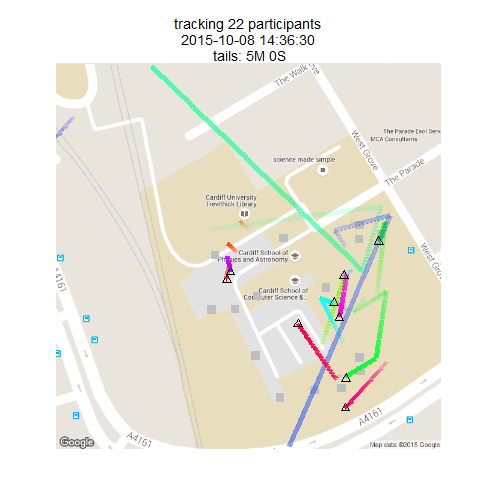 tracking 22 participants
2015-10-08 14:36:30
tails: 5M 0S
The Walk
ove
West Grove
The Parade Esol Serv
MCA Consultants
science made simple
The Parade
Cardiff University
Trevithick Library
West Grove
Cardiff School of
Physics and Astronomy
Cardiff School of
Computer Science &...
A4161
A4161
A4161
Google
Map data ©2015 Google